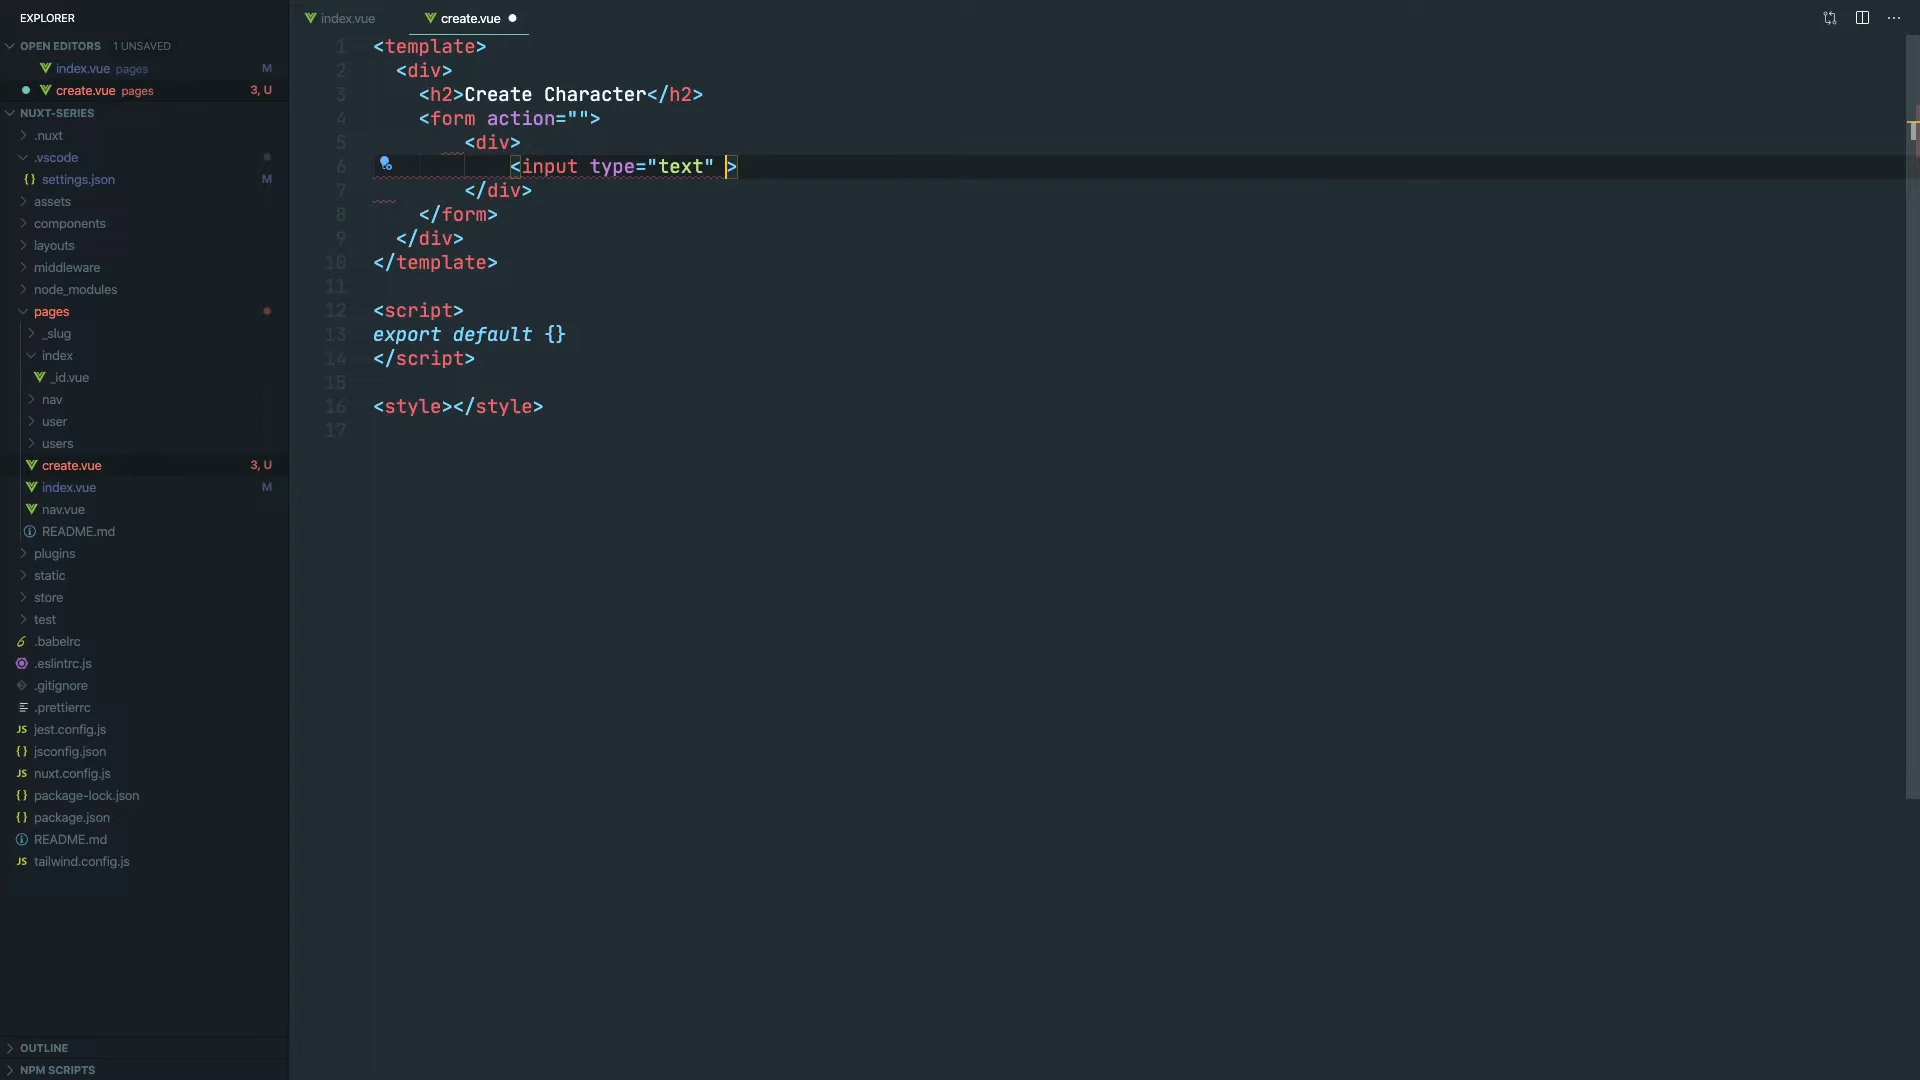 EXPLORER
OPEN EDITORS 1 UNSAVED
index.vue pages M
create.vue pages 3, U
NUXT-SERIES
.nuxt
.vscode
{} settings.json M
assets
components
layouts
middleware
node_modules
pages
_slug
index
_id.vue
nav
user
users
create.vue 3, U
index.vue M
nav.vue
README.md
plugins
static
store
test
.babelrc
.eslintrc.js
.gitignore
.prettierrc
JS jest.config.js
{} jsconfig.json
JS nuxt.config.js
{} package-lock.json
{} package.json
README.md
JS tailwind.config.js
OUTLINE
NPM SCRIPTS
index.vue
create.vue
1 <template>
2 <div>
3 <h2>Create Character</h2>
4 <form action="">
5 <div>
6 <input type="text" >
7 </div>
8 </form>
9 </div>
10 </template>
11
12 <script>
13 export default {}
14 </script>
15
16 <style></style>
17